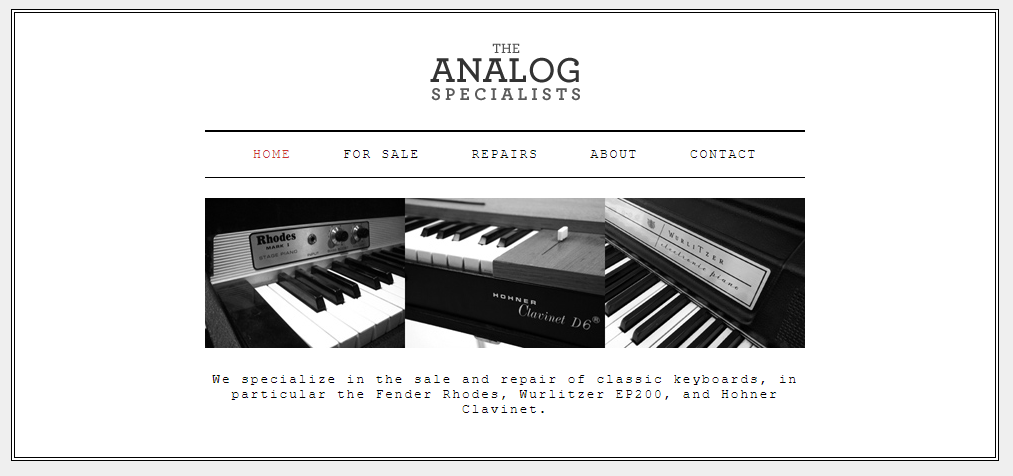 THE
ANALOG
SPECIALISTS
HOME FOR SALE REPAIRS ABOUT CONTACT
Rhodes
MARK I
STAGE PIANO
HOHNER
Clavinet D6®
WURLITZER
electronic piano
We specialize in the sale and repair of classic keyboards, in
particular the Fender Rhodes, Wurlitzer EP200, and Hohner
Clavinet.